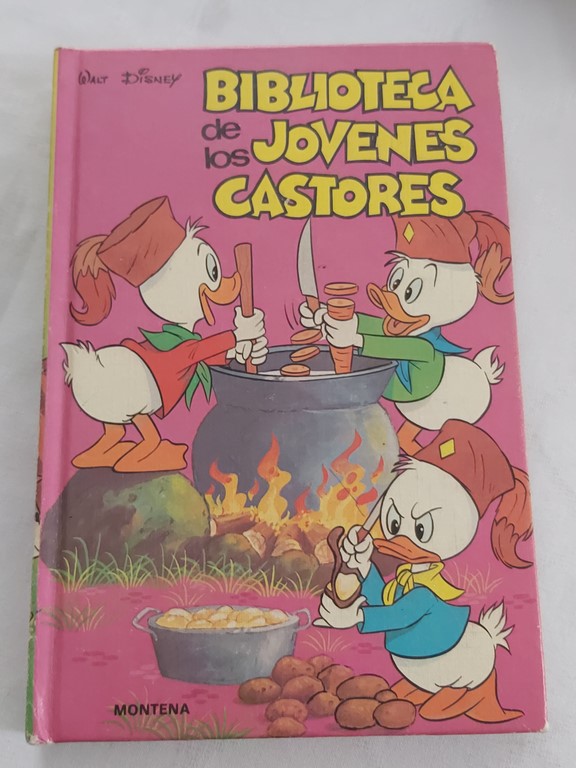 WALT DISNEY
BIBLIOTECA
de los JOVENES
CASTORES
MONTENA